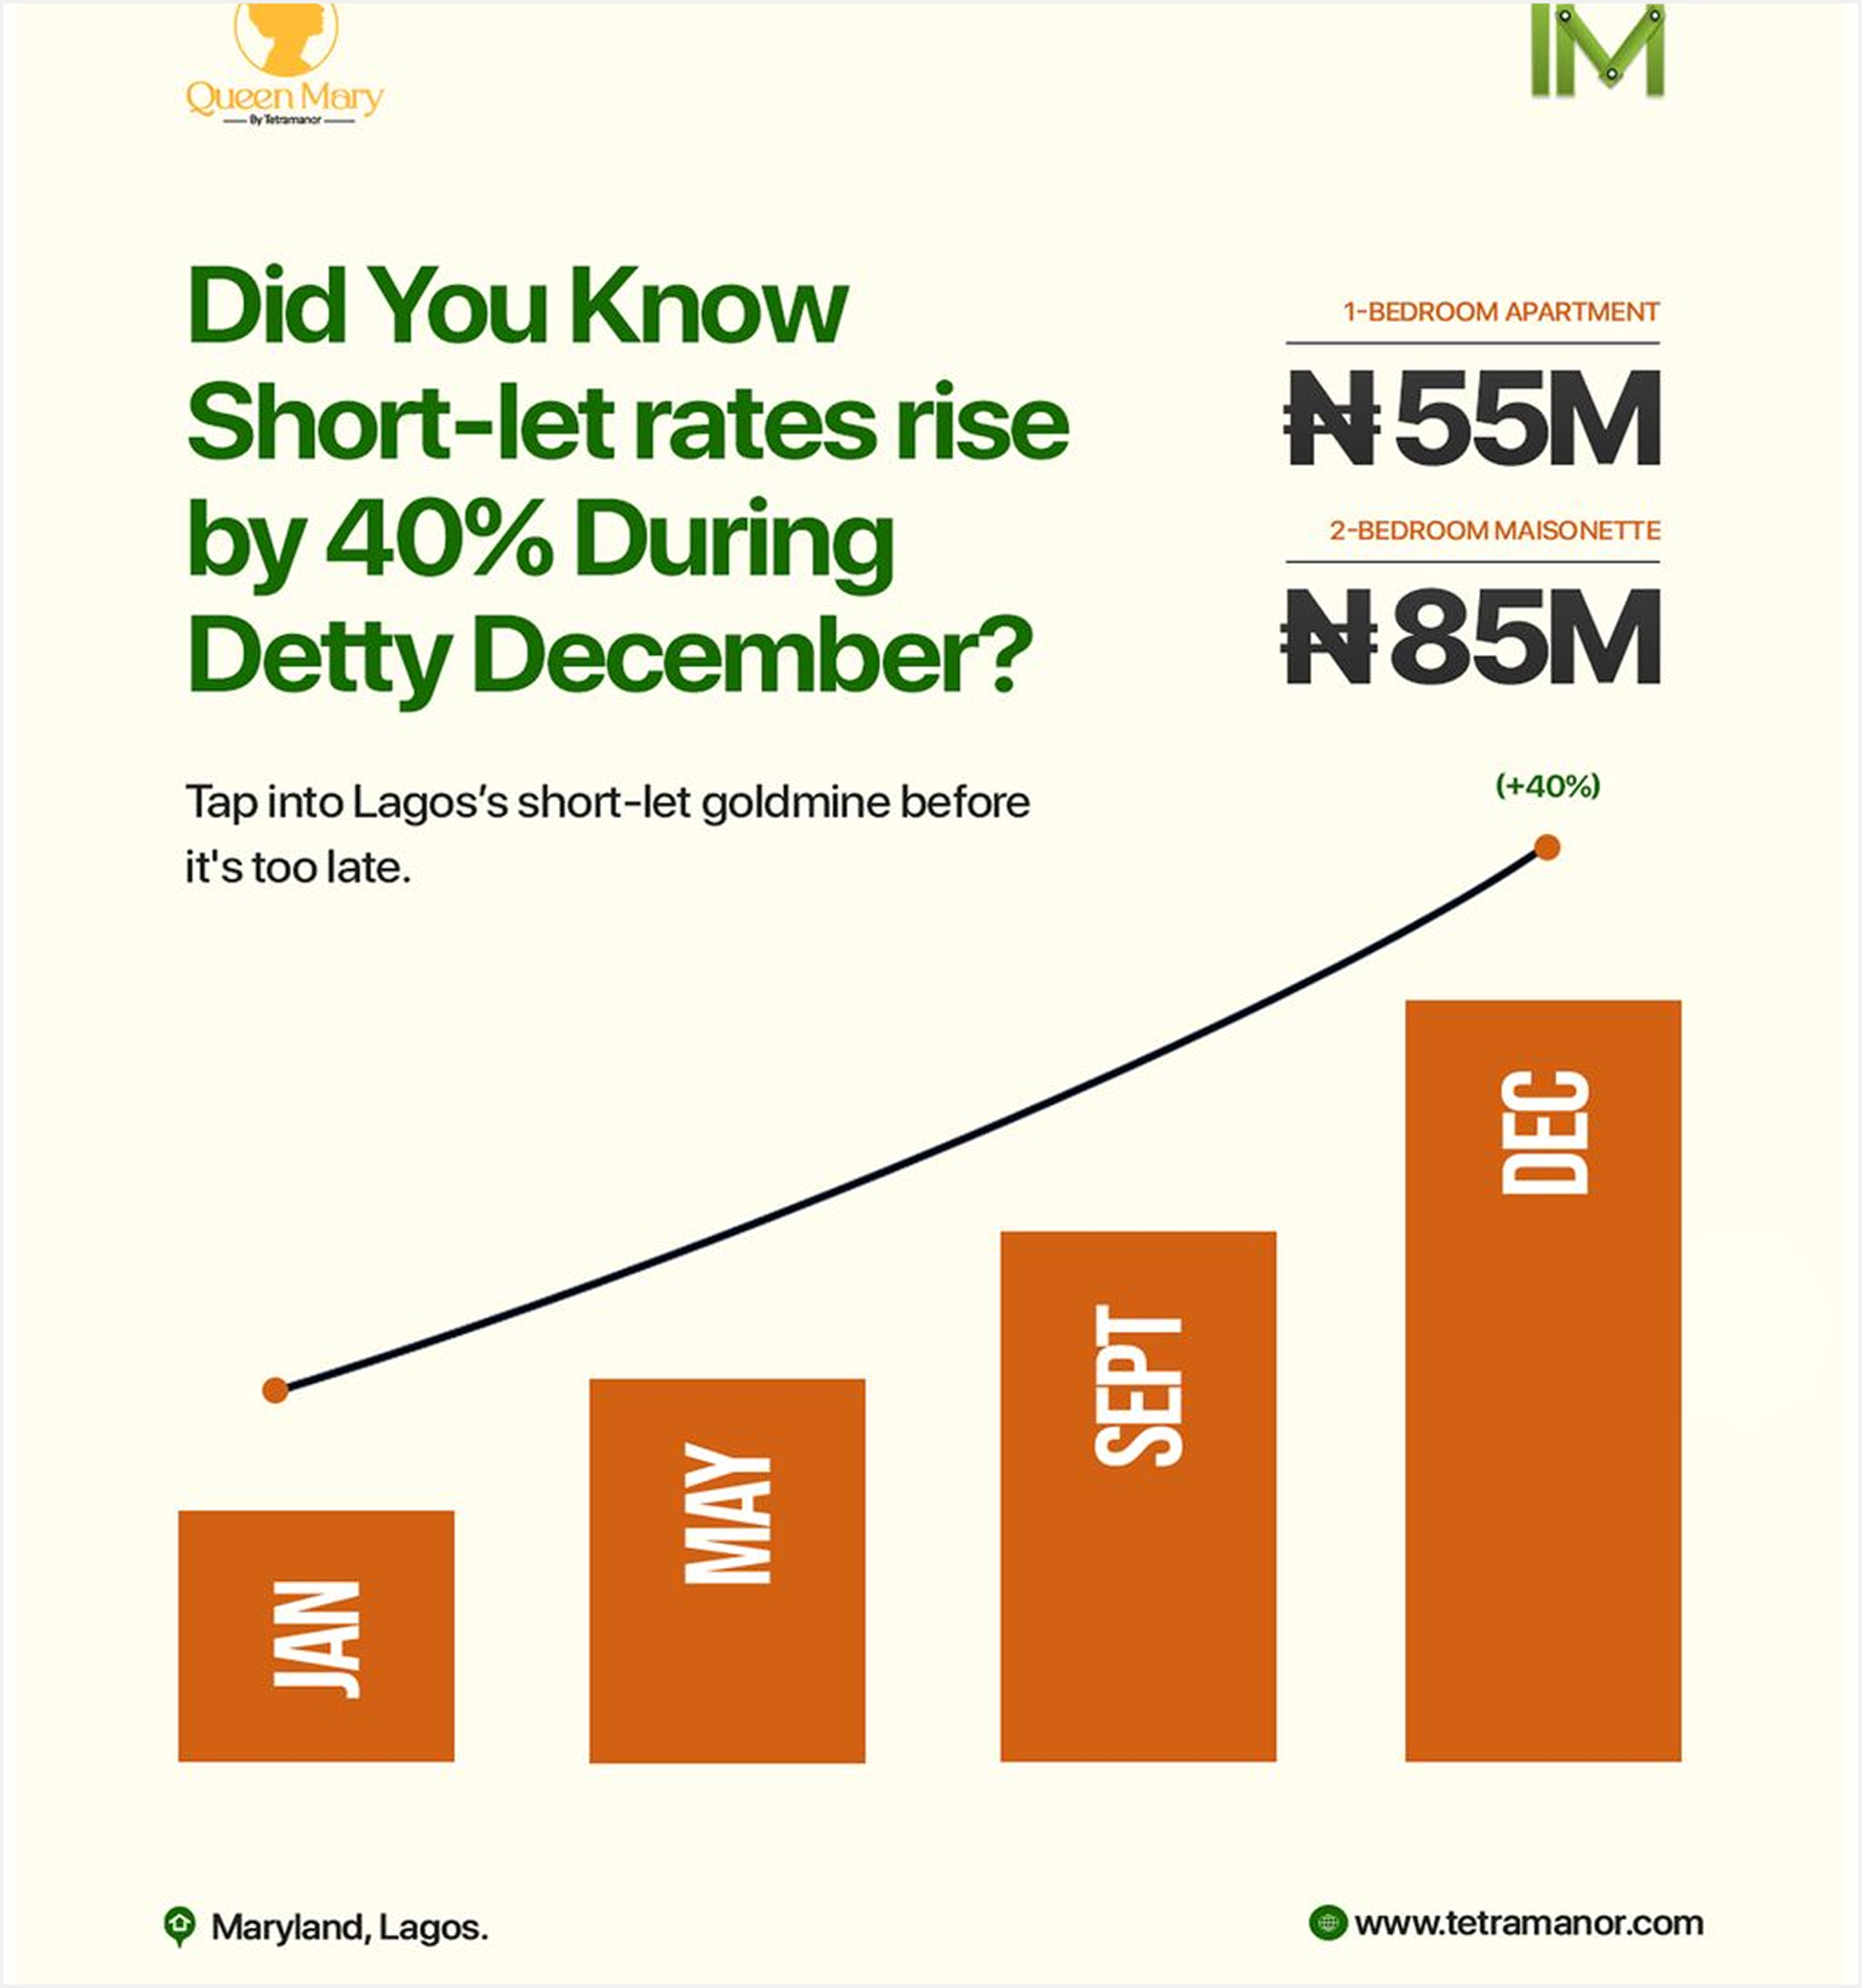 Queen Mary
By Tetramanor
IM
Did You Know
Short-let rates rise
by 40% During
Detty December?
Tap into Lagos’s short-let goldmine before
it's too late.
1-BEDROOM APARTMENT
₦55M
2-BEDROOM MAISONETTE
₦85M
(+40%)
JAN
MAY
SEPT
DEC
Maryland, Lagos.
www.tetramanor.com